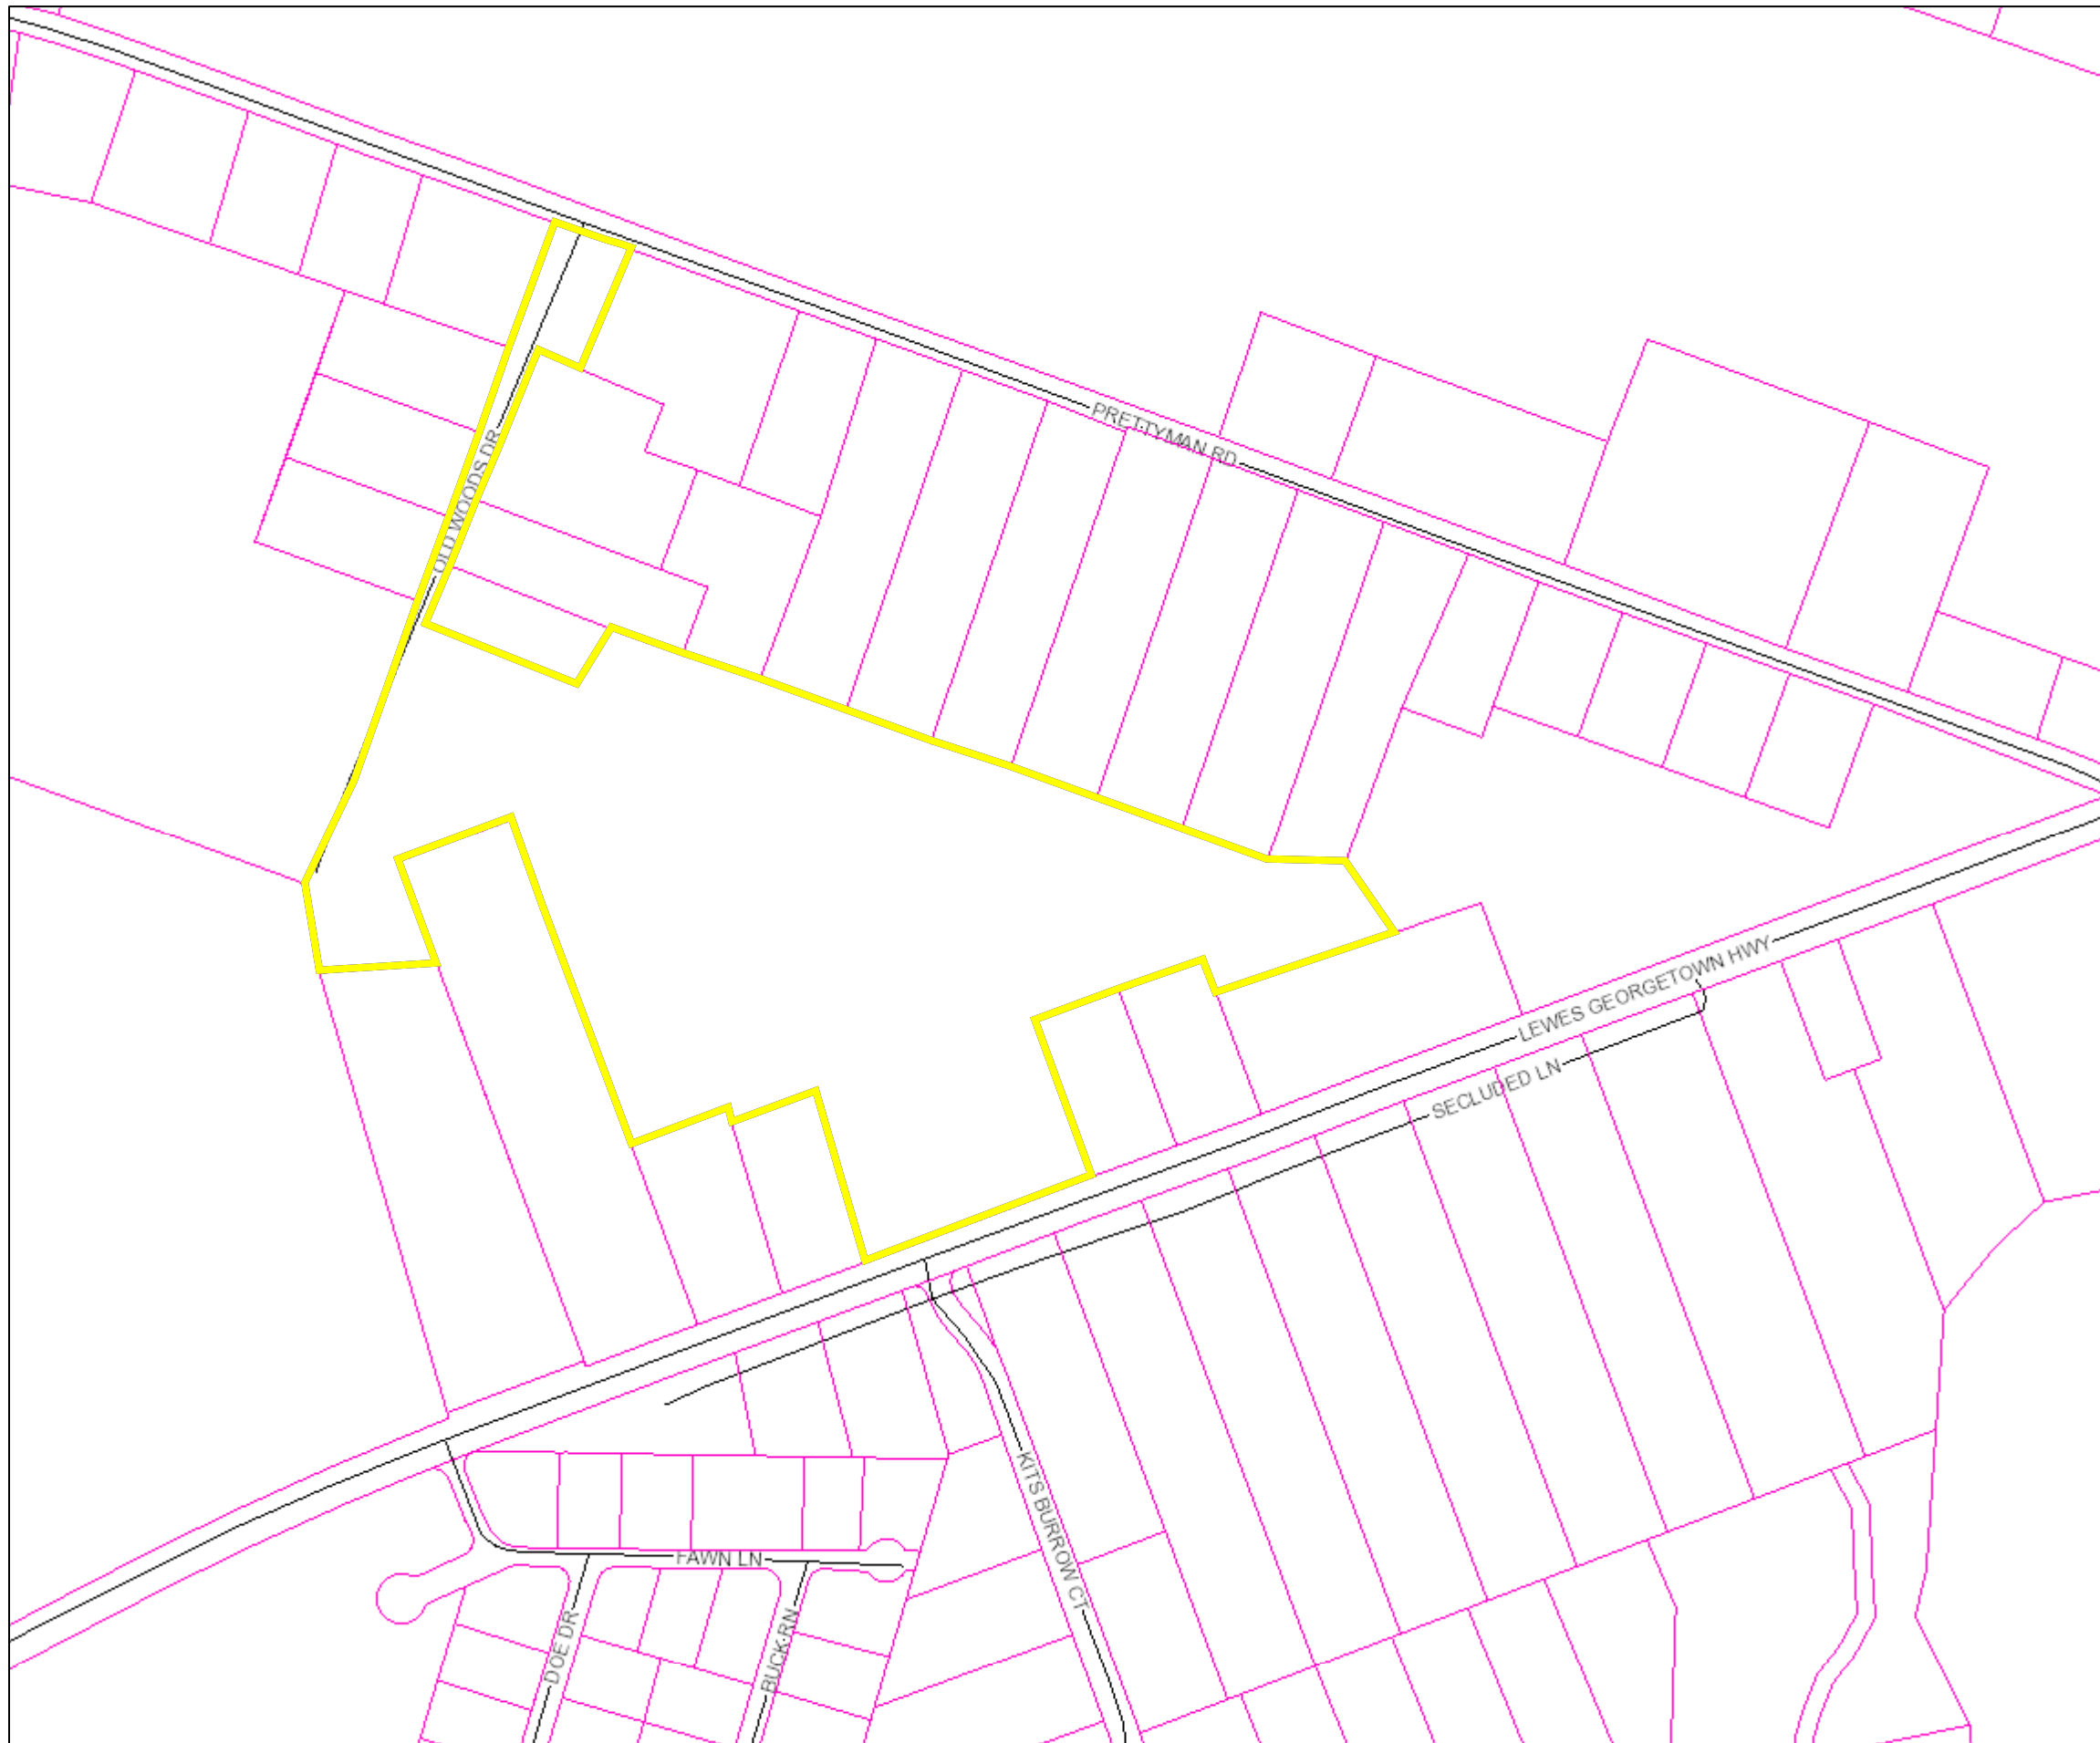 PRETTYMAN RD
OLD WOODS DR
LEWES GEORGETOWN HWY
SECLUDED LN
KITS BURROW CT
FAWN LN
DOE DR
BUCK RN